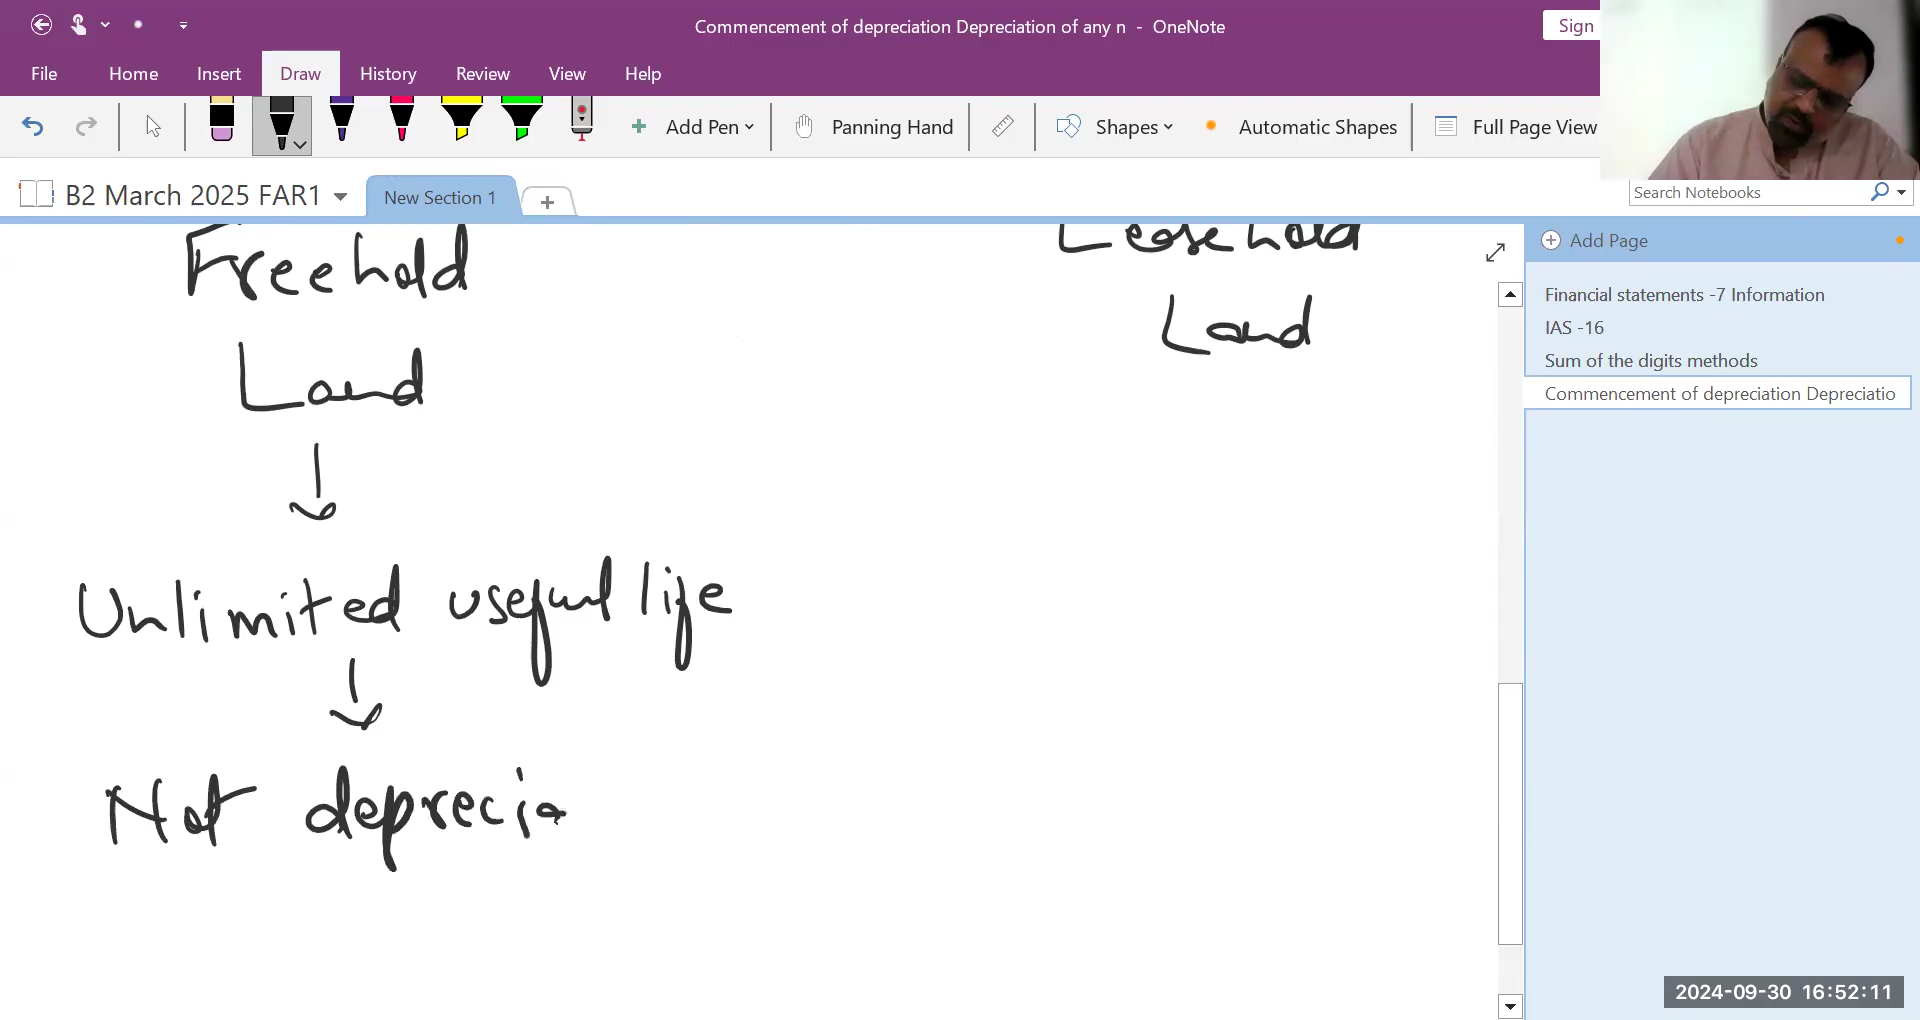 Commencement of depreciation Depreciation of any n - OneNote
Sign
File Home Insert Draw History Review View Help
Add Pen Panning Hand Shapes Automatic Shapes Full Page View
B2 March 2025 FAR1 New Section 1
Search Notebooks
Add Page
Financial statements -7 Information
IAS -16
Sum of the digits methods
Commencement of depreciation Depreciatio
Freehold
Land
Unlimited useful life
Not deprecia
Leasehold
Land
2024-09-30 16:52:11